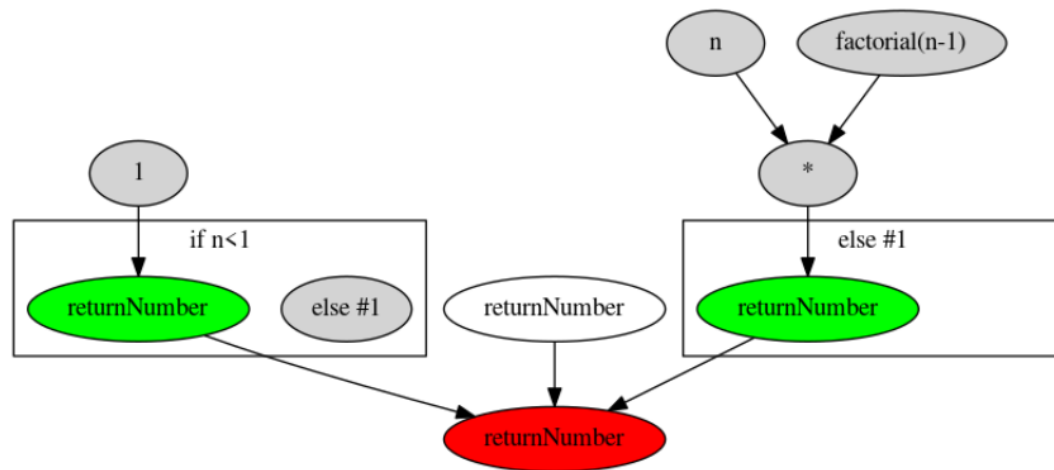 n
factorial(n-1)
1
*
if n<1
else #1
returnNumber
else #1
returnNumber
returnNumber
returnNumber